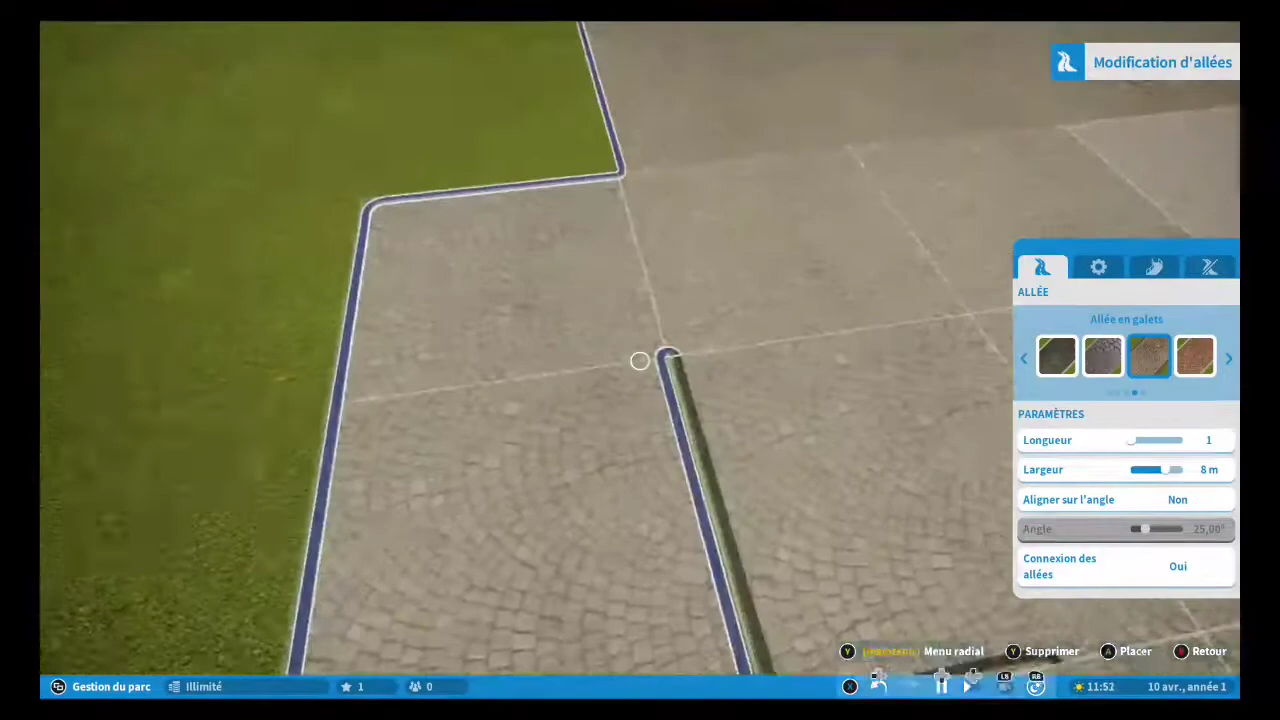 Modification d'allées
ALLÉE
Allée en galets
PARAMÈTRES
Longueur 1
Largeur 8 m
Aligner sur l'angle Non
Angle 25,00°
Connexion des
allées Oui
Y Menu radial Y Supprimer A Placer B Retour
Gestion du parc Illimité 1 0 X LB RB 11:52 10 avr., année 1